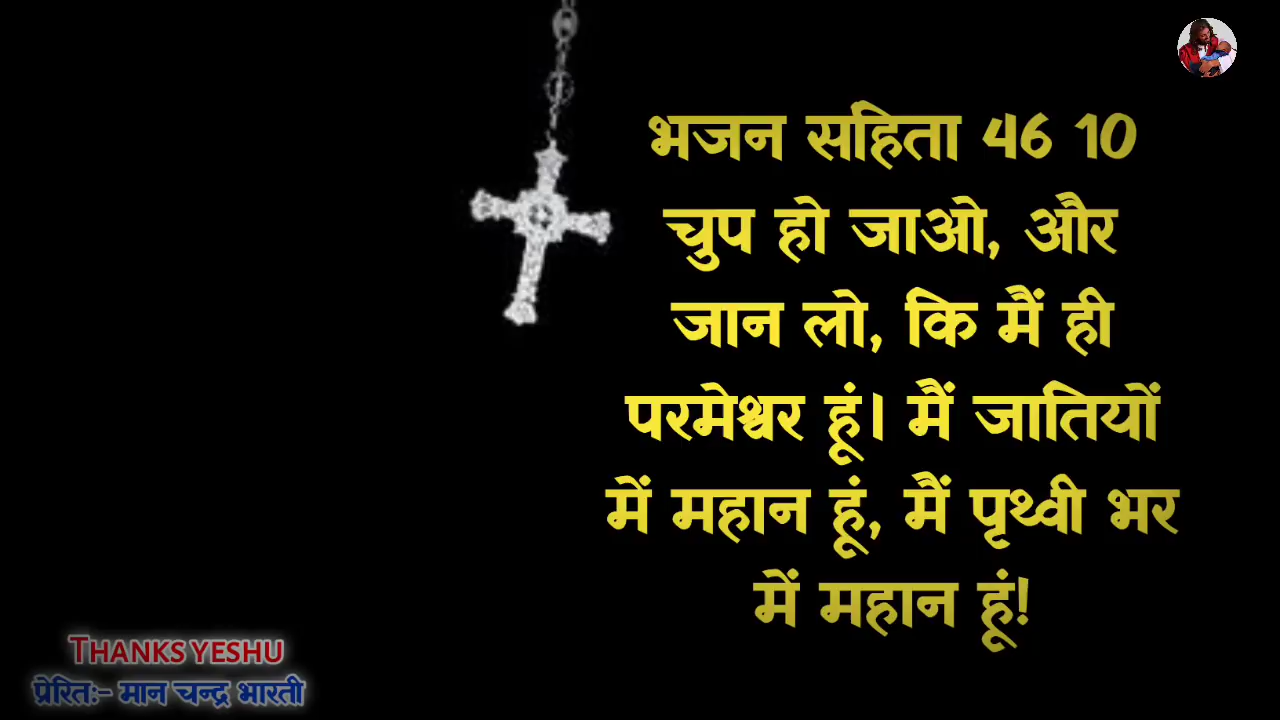 भजन सहिता 46 10
चुप हो जाओ, और
जान लो, कि मैं ही
परमेश्वर हूं। मैं जातियों
में महान हूं, मैं पृथ्वी भर
में महान हूं!
THANKS YESHU
प्रेरितः- मान चन्द्र भारती